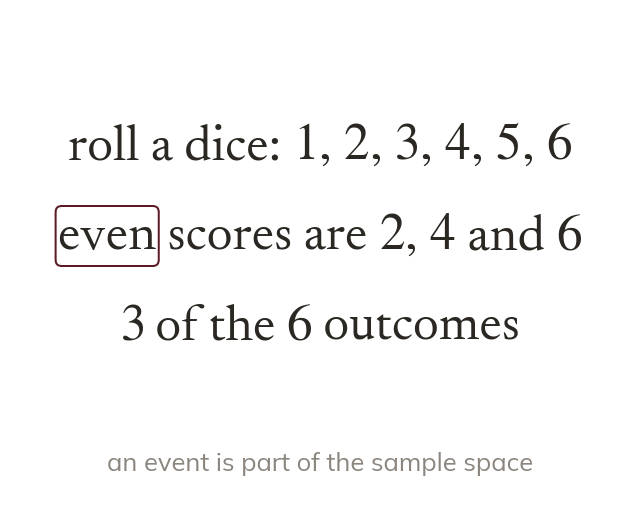 roll a dice: 1, 2, 3, 4, 5, 6
even scores are 2, 4 and 6
3 of the 6 outcomes
an event is part of the sample space